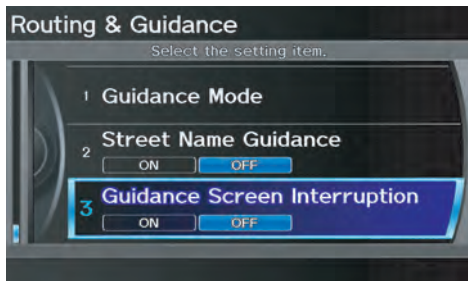 Routing & Guidance
Select the setting item.
1 Guidance Mode
2 Street Name Guidance
ON OFF
3 Guidance Screen Interruption
ON OFF